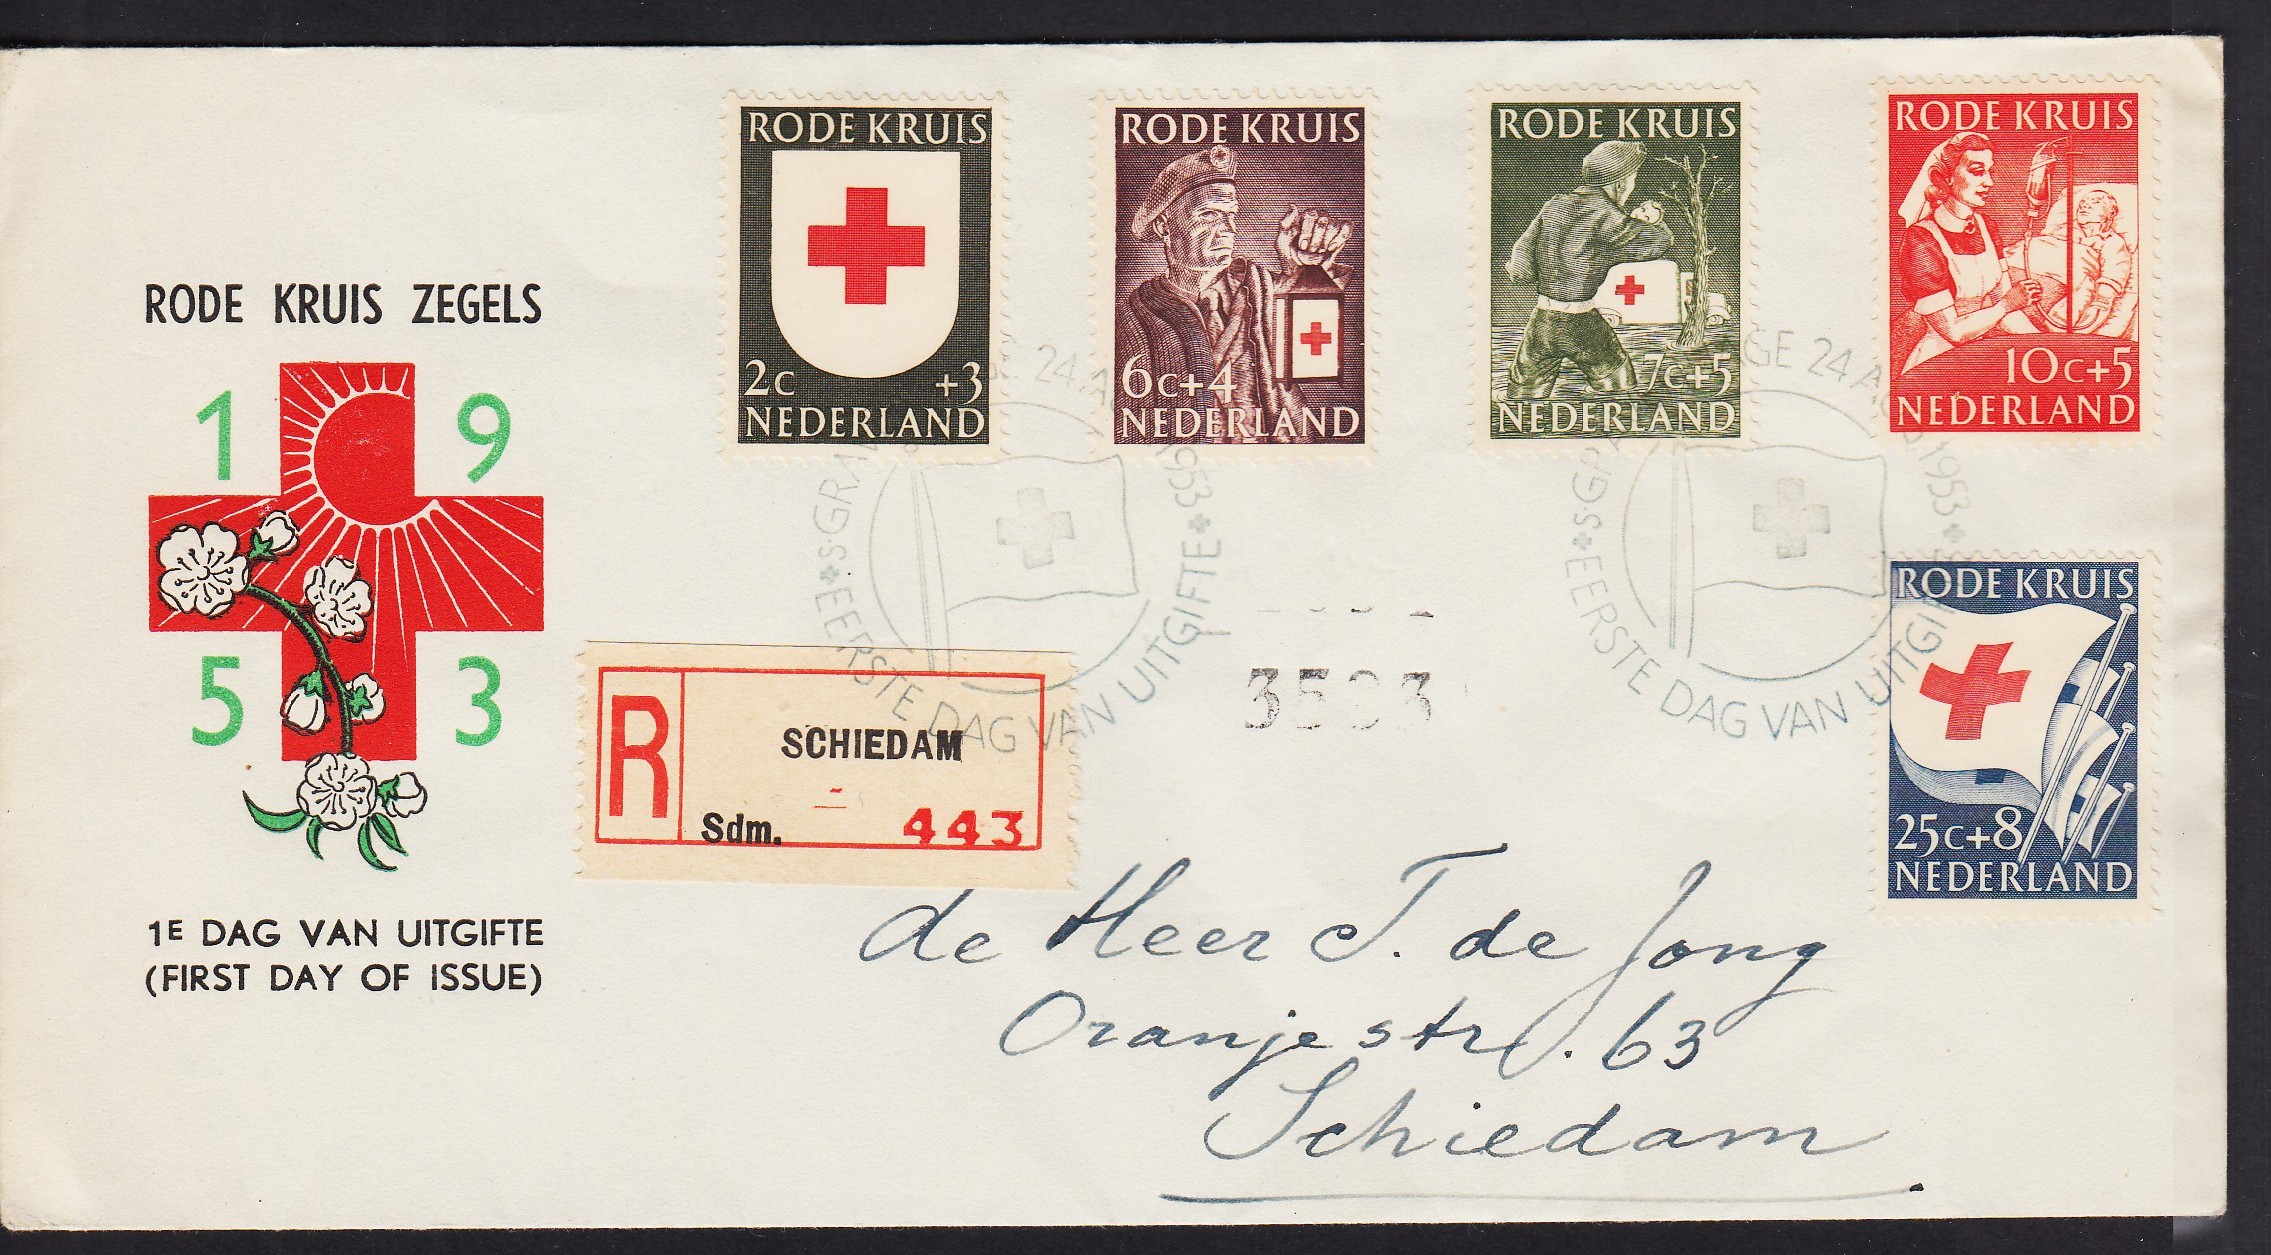 RODE KRUIS ZEGELS
1 9
5 3
1E DAG VAN UITGIFTE
(FIRST DAY OF ISSUE)
RODE KRUIS
2C +3
NEDERLAND
RODE KRUIS
6C+4
NEDERLAND
RODE KRUIS
7C+5
NEDERLAND
RODE KRUIS
10C+5
NEDERLAND
RODE KRUIS
25C+8
NEDERLAND
EERSTE DAG VAN UITGIFTE
EERSTE DAG VAN
R
SCHIEDAM
Sdm. 443
de Heer J. de Jong
Oranjestr. 63
Schiedam